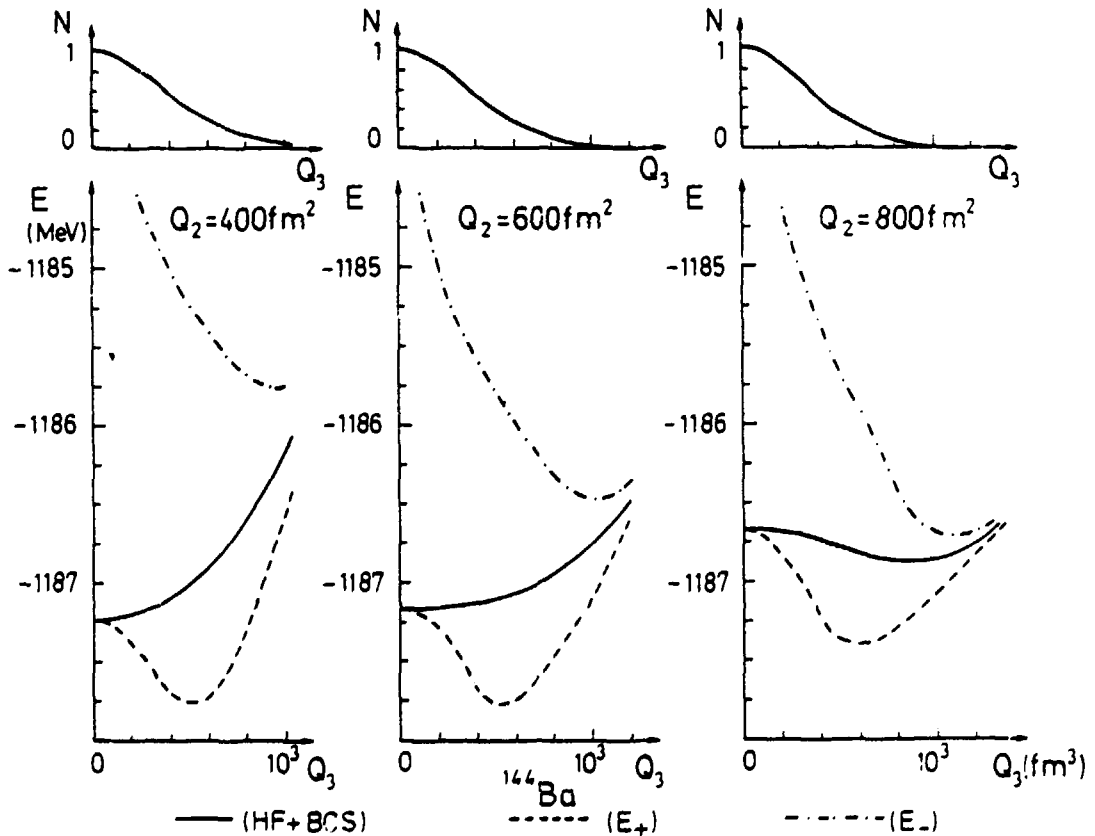 N N N
1 1 1
0 0 0
Q₃ Q₃ Q₃
E (MeV) E E
Q₂=400fm² Q₂=600fm² Q₂=800fm²
-1185 -1185 -1185
-1186 -1186 -1186
-1187 -1187 -1187
0 10³ Q₃ 0 10³ Q₃ 0 10³ Q₃(fm³)
¹⁴⁴Ba
(HF+BCS) (E₊) (E₋)